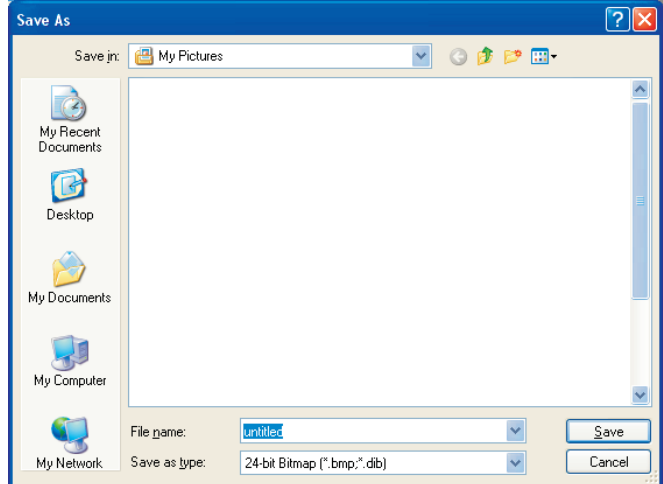 Save As
Save in:
My Pictures
My Recent
Documents
Desktop
My Documents
My Computer
My Network
File name:
untitled
Save
Save as type:
24-bit Bitmap (*.bmp;*.dib)
Cancel